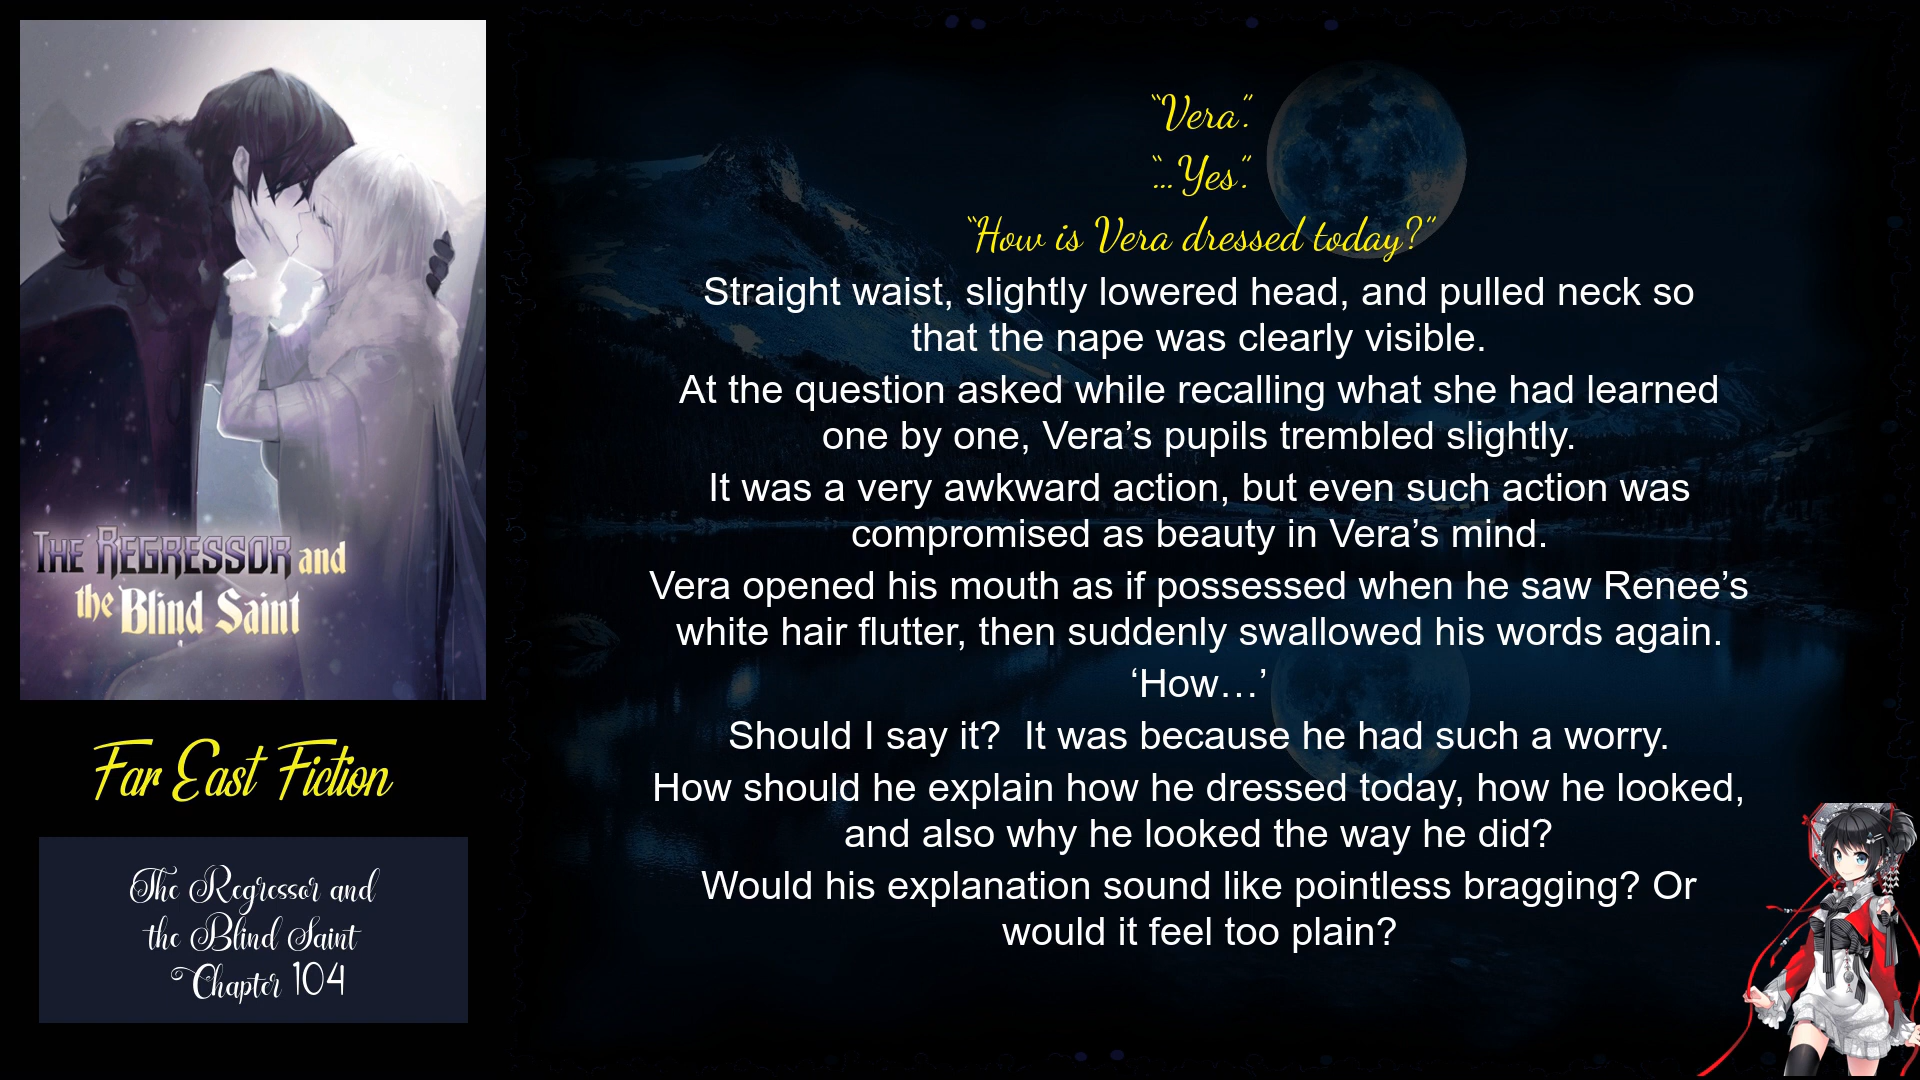 THE REGRESSOR and
the Blind Saint
Far East Fiction
The Regressor and
the Blind Saint
Chapter 104
“Vera.”
“…Yes.”
“How is Vera dressed today?”
Straight waist, slightly lowered head, and pulled neck so
that the nape was clearly visible.
At the question asked while recalling what she had learned
one by one, Vera’s pupils trembled slightly.
It was a very awkward action, but even such action was
compromised as beauty in Vera’s mind.
Vera opened his mouth as if possessed when he saw Renee’s
white hair flutter, then suddenly swallowed his words again.
‘How…’
Should I say it?  It was because he had such a worry.
How should he explain how he dressed today, how he looked,
and also why he looked the way he did?
Would his explanation sound like pointless bragging? Or
would it feel too plain?